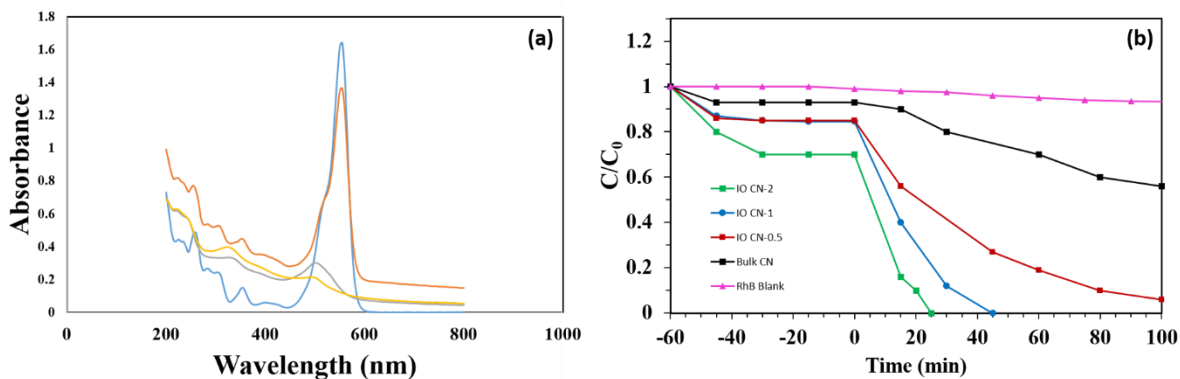 (a)
1.8
1.6
1.4
1.2
1
0.8
0.6
0.4
0.2
0
Absorbance
0 200 400 600 800 1000
Wavelength (nm)
(b)
1.2
1
0.8
0.6
0.4
0.2
0
C/C₀
IO CN-2
IO CN-1
IO CN-0.5
Bulk CN
RhB Blank
-60 -40 -20 0 20 40 60 80 100
Time (min)